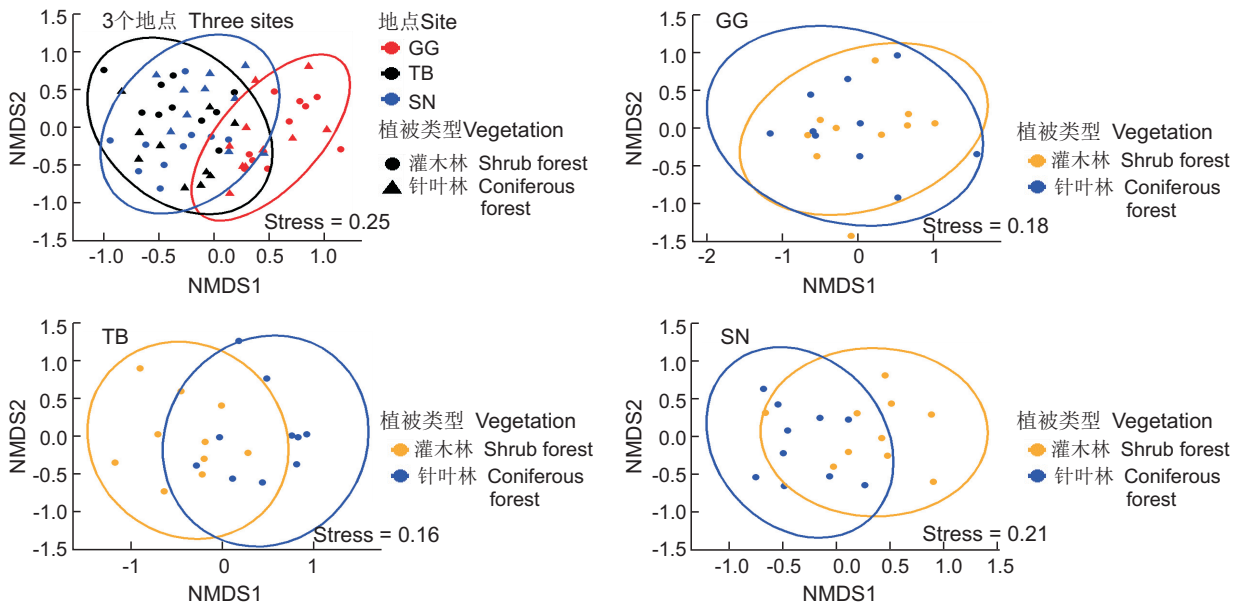 3个地点 Three sites
1.5
1.0
0.5
0.0
-0.5
-1.0
-1.5
NMDS2
-1.0
-0.5
0.0
0.5
1.0
NMDS1
Stress = 0.25
地点Site
GG
TB
SN
植被类型Vegetation
灌木林 Shrub forest
针叶林 Coniferous
forest
GG
1.5
1.0
0.5
0.0
-0.5
-1.0
-1.5
NMDS2
-2
-1
0
1
NMDS1
Stress = 0.18
植被类型 Vegetation
灌木林 Shrub forest
针叶林 Coniferous
forest
TB
1.5
1.0
0.5
0.0
-0.5
-1.0
-1.5
NMDS2
-1
0
1
NMDS1
Stress = 0.16
植被类型 Vegetation
灌木林 Shrub forest
针叶林 Coniferous
forest
SN
1.5
1.0
0.5
0.0
-0.5
-1.0
-1.5
NMDS2
-1.0
-0.5
0.0
0.5
1.0
1.5
NMDS1
Stress = 0.21
植被类型 Vegetation
灌木林 Shrub forest
针叶林 Coniferous
forest